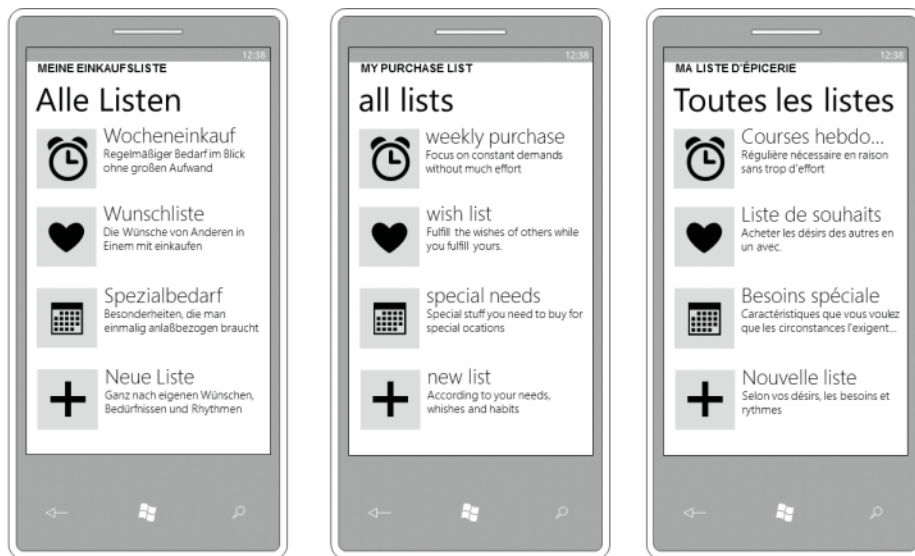 12:38
MEINE EINKAUFSLISTE
Alle Listen
Wocheneinkauf
Regelmäßiger Bedarf im Blick
ohne großen Aufwand
Wunschliste
Die Wünsche von Anderen in
Einem mit einkaufen
Spezialbedarf
Besonderheiten, die man
einmalig anlaßbezogen braucht
Neue Liste
Ganz nach eigenen Wünschen,
Bedürfnissen und Rhythmen
12:38
MY PURCHASE LIST
all lists
weekly purchase
Focus on constant demands
without much effort
wish list
Fulfill the wishes of others while
you fulfill yours.
special needs
Special stuff you need to buy for
special ocations
new list
According to your needs,
whishes and habits
12:38
MA LISTE D'ÉPICERIE
Toutes les listes
Courses hebdo...
Régulière nécessaire en raison
sans trop d'effort
Liste de souhaits
Acheter les désirs des autres en
un avec.
Besoins spéciale
Caractéristiques que vous voulez
que les circonstances l'exigent...
Nouvelle liste
Selon vos désirs, les besoins et
rythmes